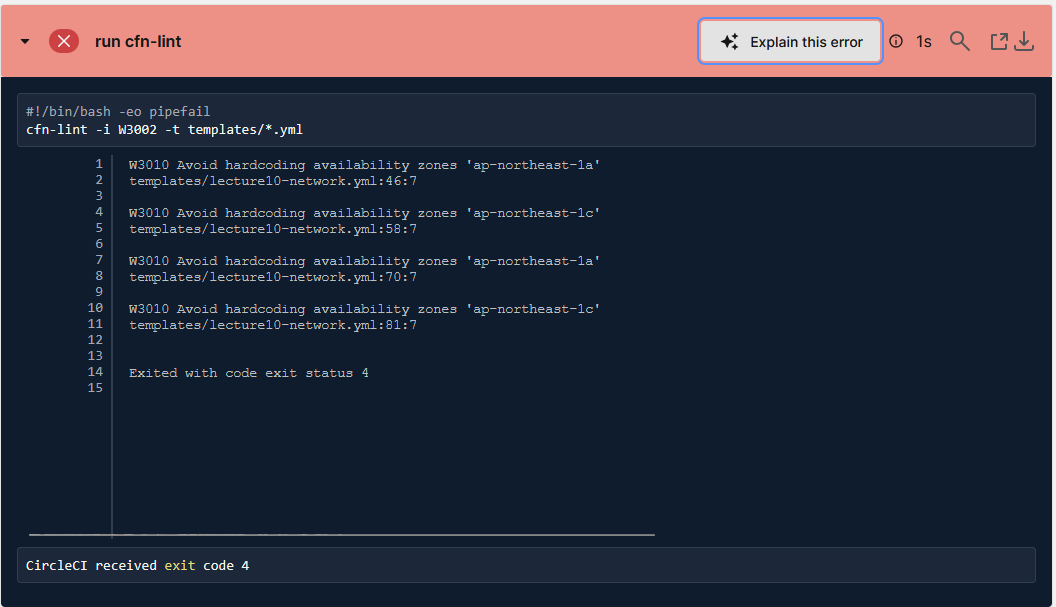 run cfn-lint
Explain this error
1s
#!/bin/bash -eo pipefail
cfn-lint -i W3002 -t templates/*.yml
1 W3010 Avoid hardcoding availability zones 'ap-northeast-1a'
2 templates/lecture10-network.yml:46:7
3
4 W3010 Avoid hardcoding availability zones 'ap-northeast-1c'
5 templates/lecture10-network.yml:58:7
6
7 W3010 Avoid hardcoding availability zones 'ap-northeast-1a'
8 templates/lecture10-network.yml:70:7
9
10 W3010 Avoid hardcoding availability zones 'ap-northeast-1c'
11 templates/lecture10-network.yml:81:7
12
13
14 Exited with code exit status 4
15
CircleCI received exit code 4